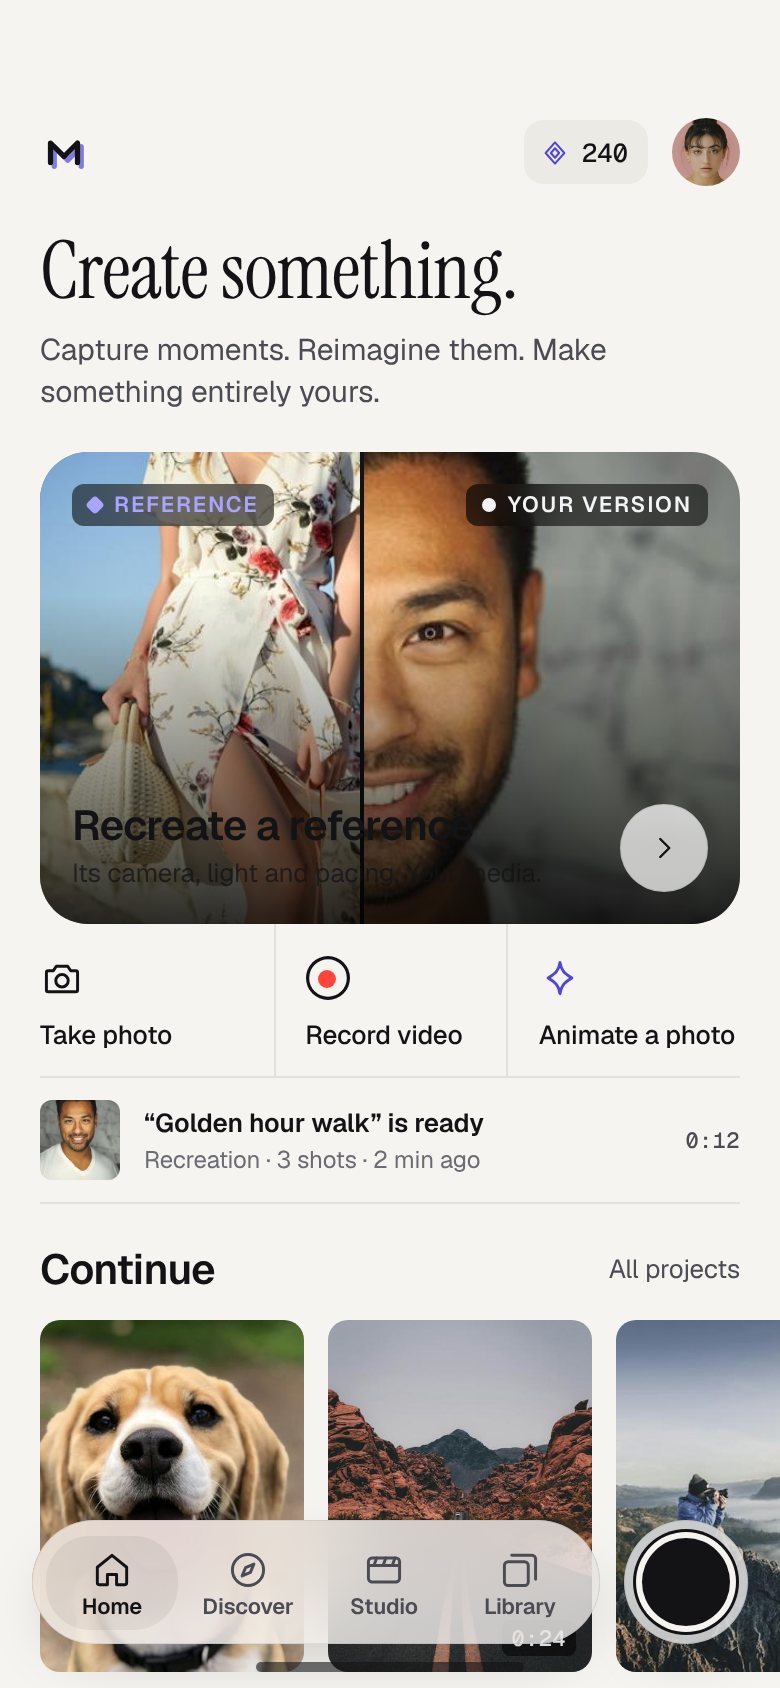 M
240
Create something.
Capture moments. Reimagine them. Make
something entirely yours.
REFERENCE
YOUR VERSION
Recreate a reference
Its camera, light and pacing. Your media.
Take photo
Record video
Animate a photo
“Golden hour walk” is ready
Recreation · 3 shots · 2 min ago
0:12
Continue
All projects
0:24
Home
Discover
Studio
Library